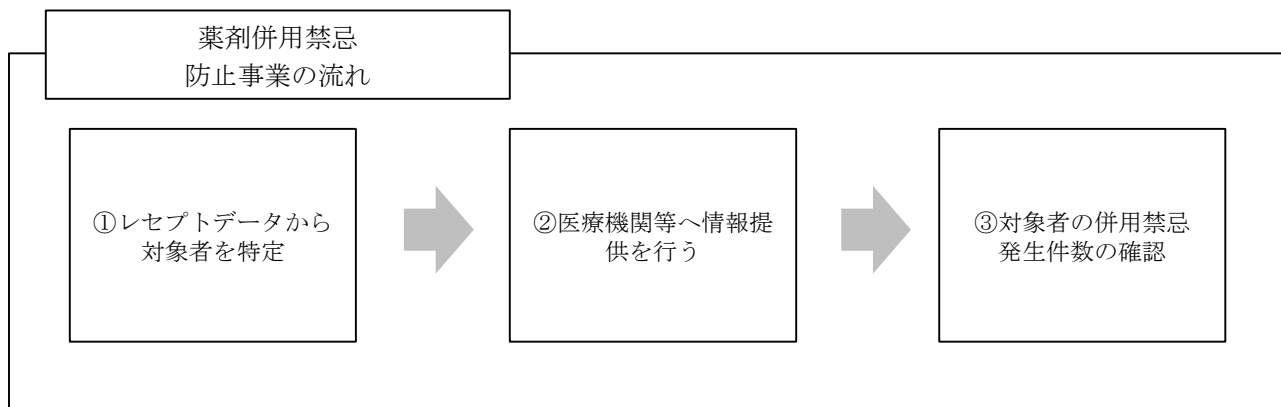 薬剤併用禁忌
防止事業の流れ
①レセプトデータから
対象者を特定
②医療機関等へ情報提
供を行う
③対象者の併用禁忌
発生件数の確認